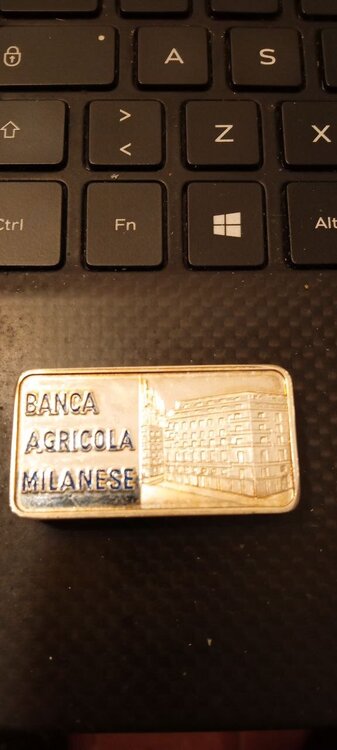 A
S
>
<
Z
X
Ctrl
Fn
Alt
BANCA
AGRICOLA
MILANESE